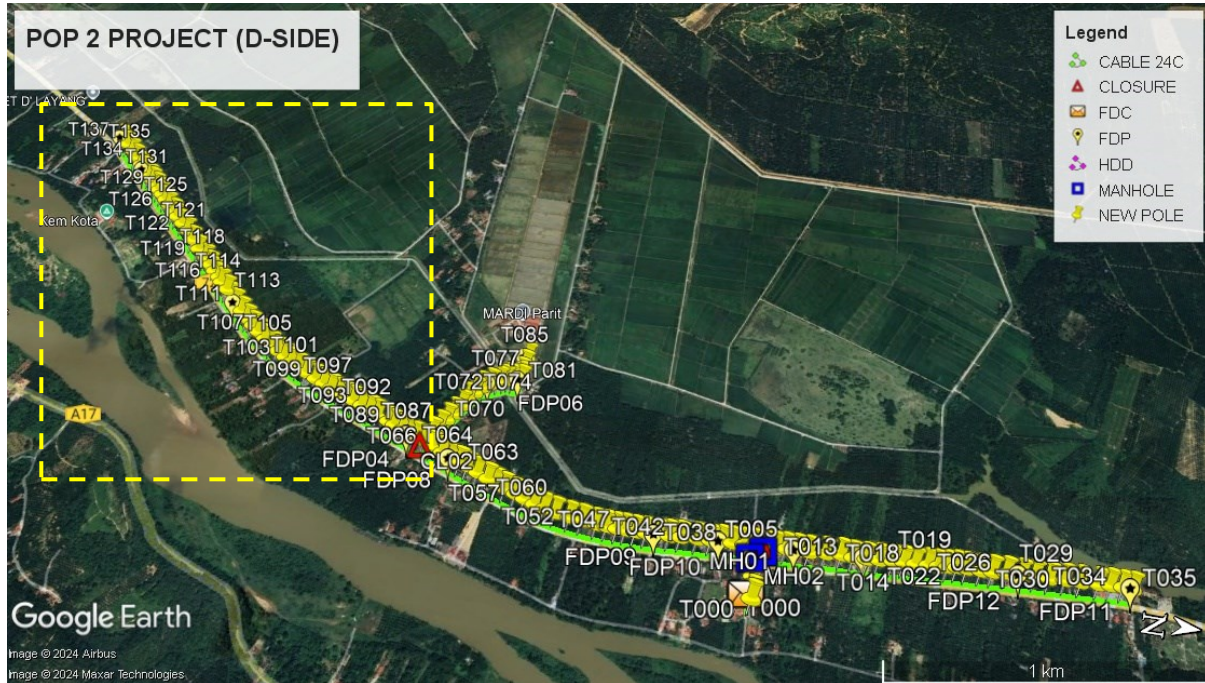 POP 2 PROJECT (D-SIDE)
Legend
CABLE 24C
CLOSURE
FDC
FDP
HDD
MANHOLE
NEW POLE
ET D' LAYANG
T137 T135
T134 T131
T129 T125
T126
T121
Kem Kota
T122
T118
T119
T114
T116
T113
T111
T107 T105
T103 T101
T099 T097
T093 T092
T089 T087
MARDI Parit
T085
T077
T081
T072 T074
T070
FDP06
A17
T066 T064
T063
FDP04
CL02
FDP08
T057 T060
T052 T047 T042 T038 T005
T013
T018 T019
T026
T029
FDP09
FDP10
MH01
MH02
T014
T022
T030
T034
T035
FDP12
FDP11
T000
T000
N
Google Earth
Image © 2024 Airbus
Image © 2024 Maxar Technologies
1 km